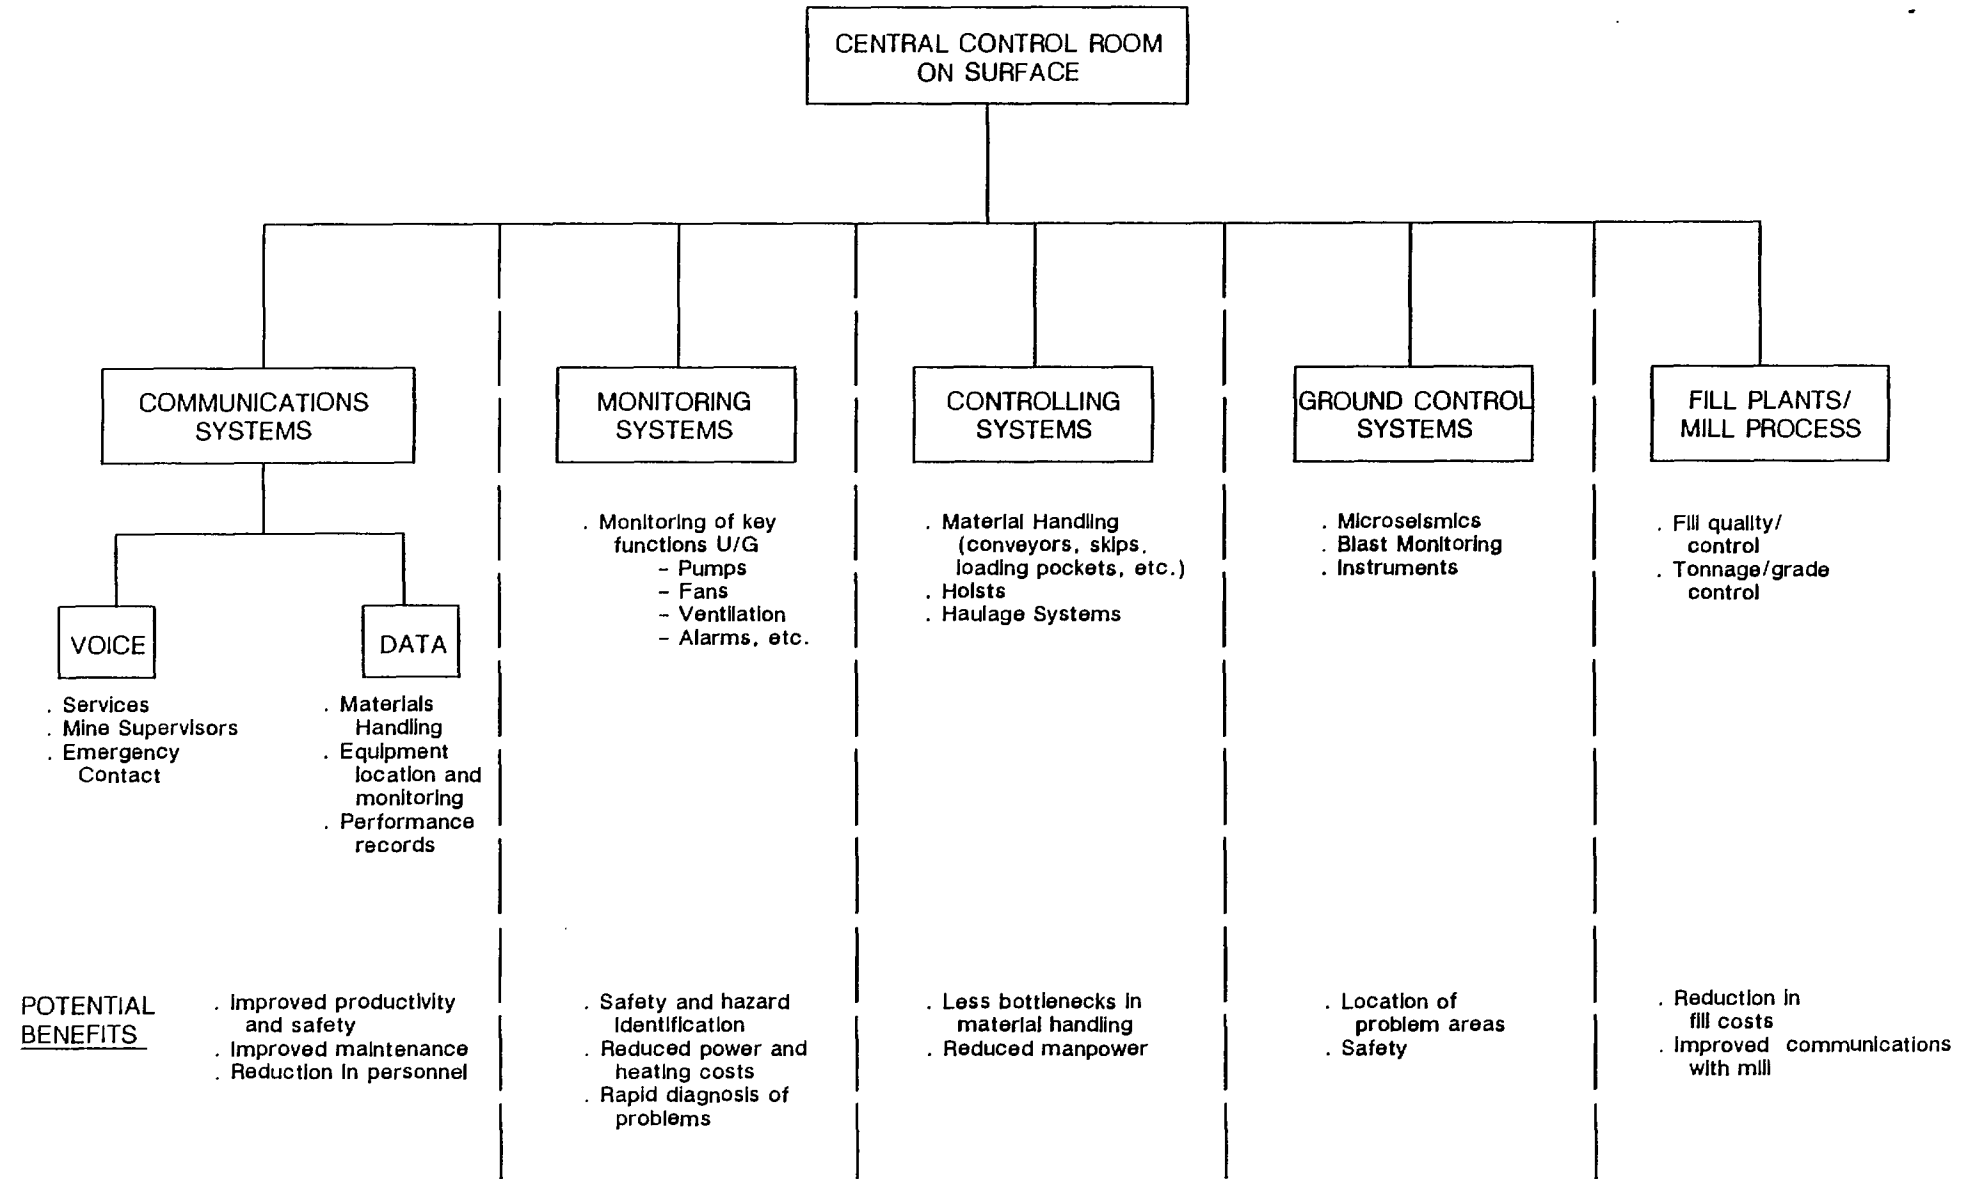 CENTRAL CONTROL ROOM
ON SURFACE
COMMUNICATIONS
SYSTEMS
VOICE
. Services
. Mine Supervisors
. Emergency
Contact
DATA
. Materials
Handling
. Equipment
location and
monitoring
. Performance
records
MONITORING
SYSTEMS
. Monitoring of key
functions U/G
- Pumps
- Fans
- Ventilation
- Alarms, etc.
CONTROLLING
SYSTEMS
. Material Handling
(conveyors, skips,
loading pockets, etc.)
. Hoists
. Haulage Systems
GROUND CONTROL
SYSTEMS
. Microseismics
. Blast Monitoring
. Instruments
FILL PLANTS/
MILL PROCESS
. Fill quality/
control
. Tonnage/grade
control
POTENTIAL
BENEFITS
. Improved productivity
and safety
. Improved maintenance
. Reduction in personnel
. Safety and hazard
identification
. Reduced power and
heating costs
. Rapid diagnosis of
problems
. Less bottlenecks in
material handling
. Reduced manpower
. Location of
problem areas
. Safety
. Reduction in
fill costs
. Improved communications
with mill